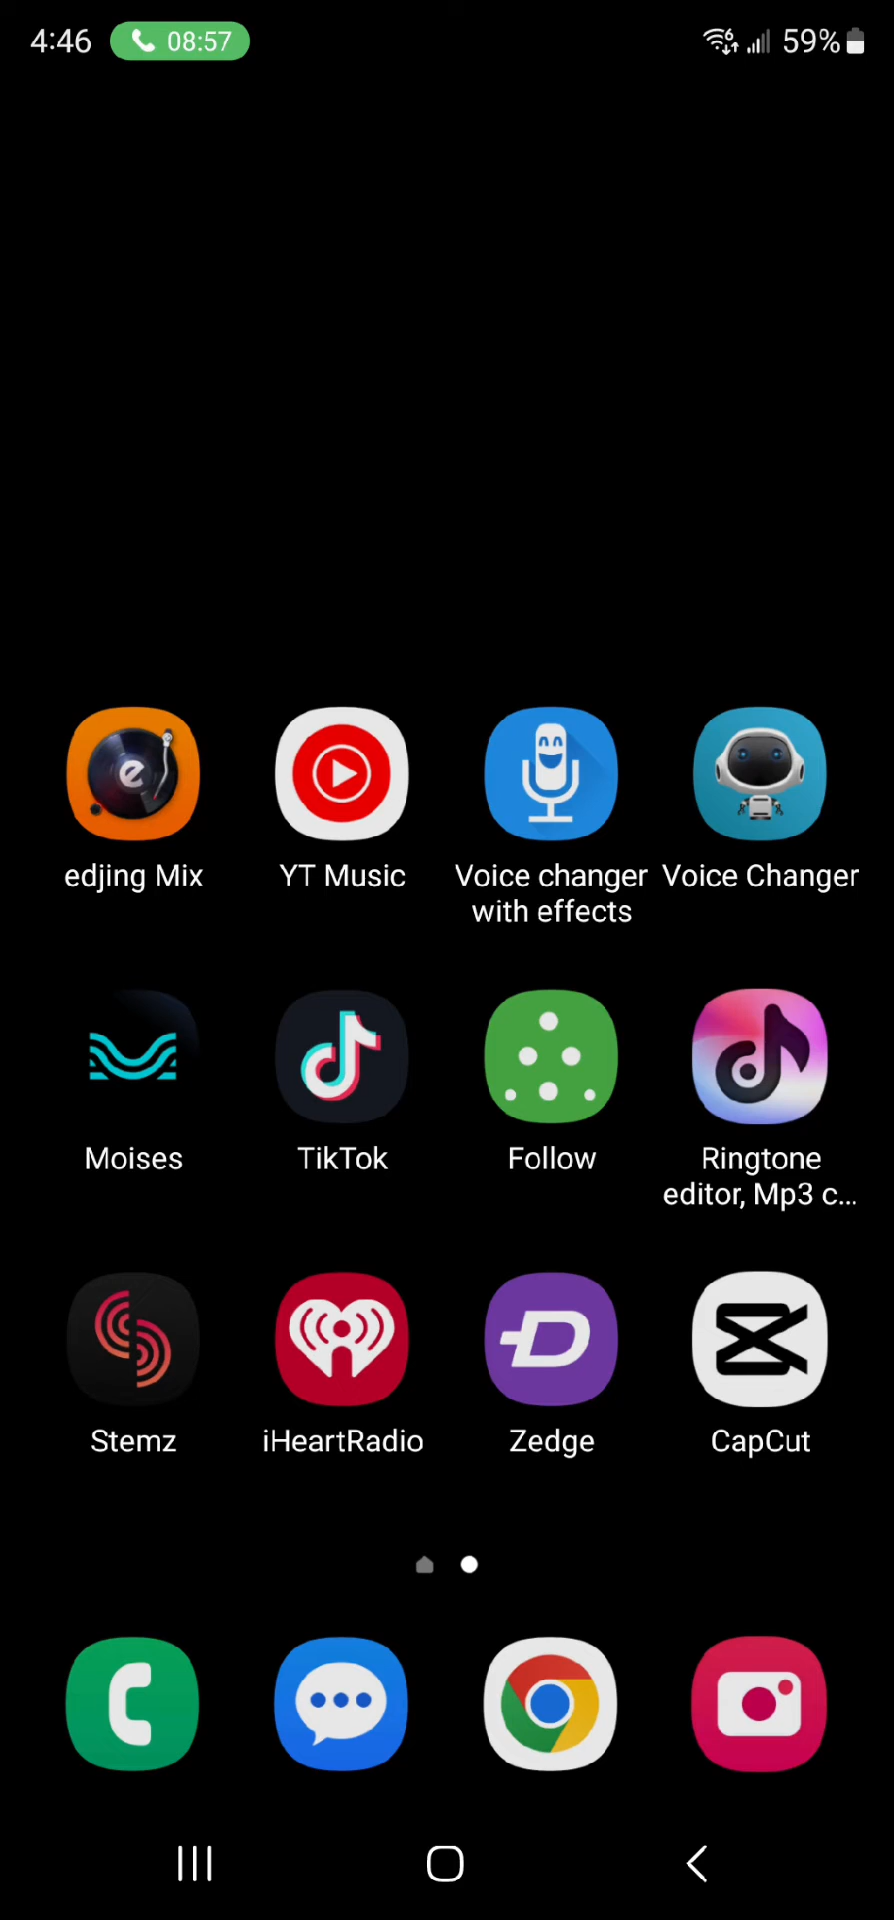 4:46 08:57 59%
edjing Mix YT Music Voice changer Voice Changer
with effects
Moises TikTok Follow Ringtone
editor, Mp3 c...
Stemz iHeartRadio Zedge CapCut